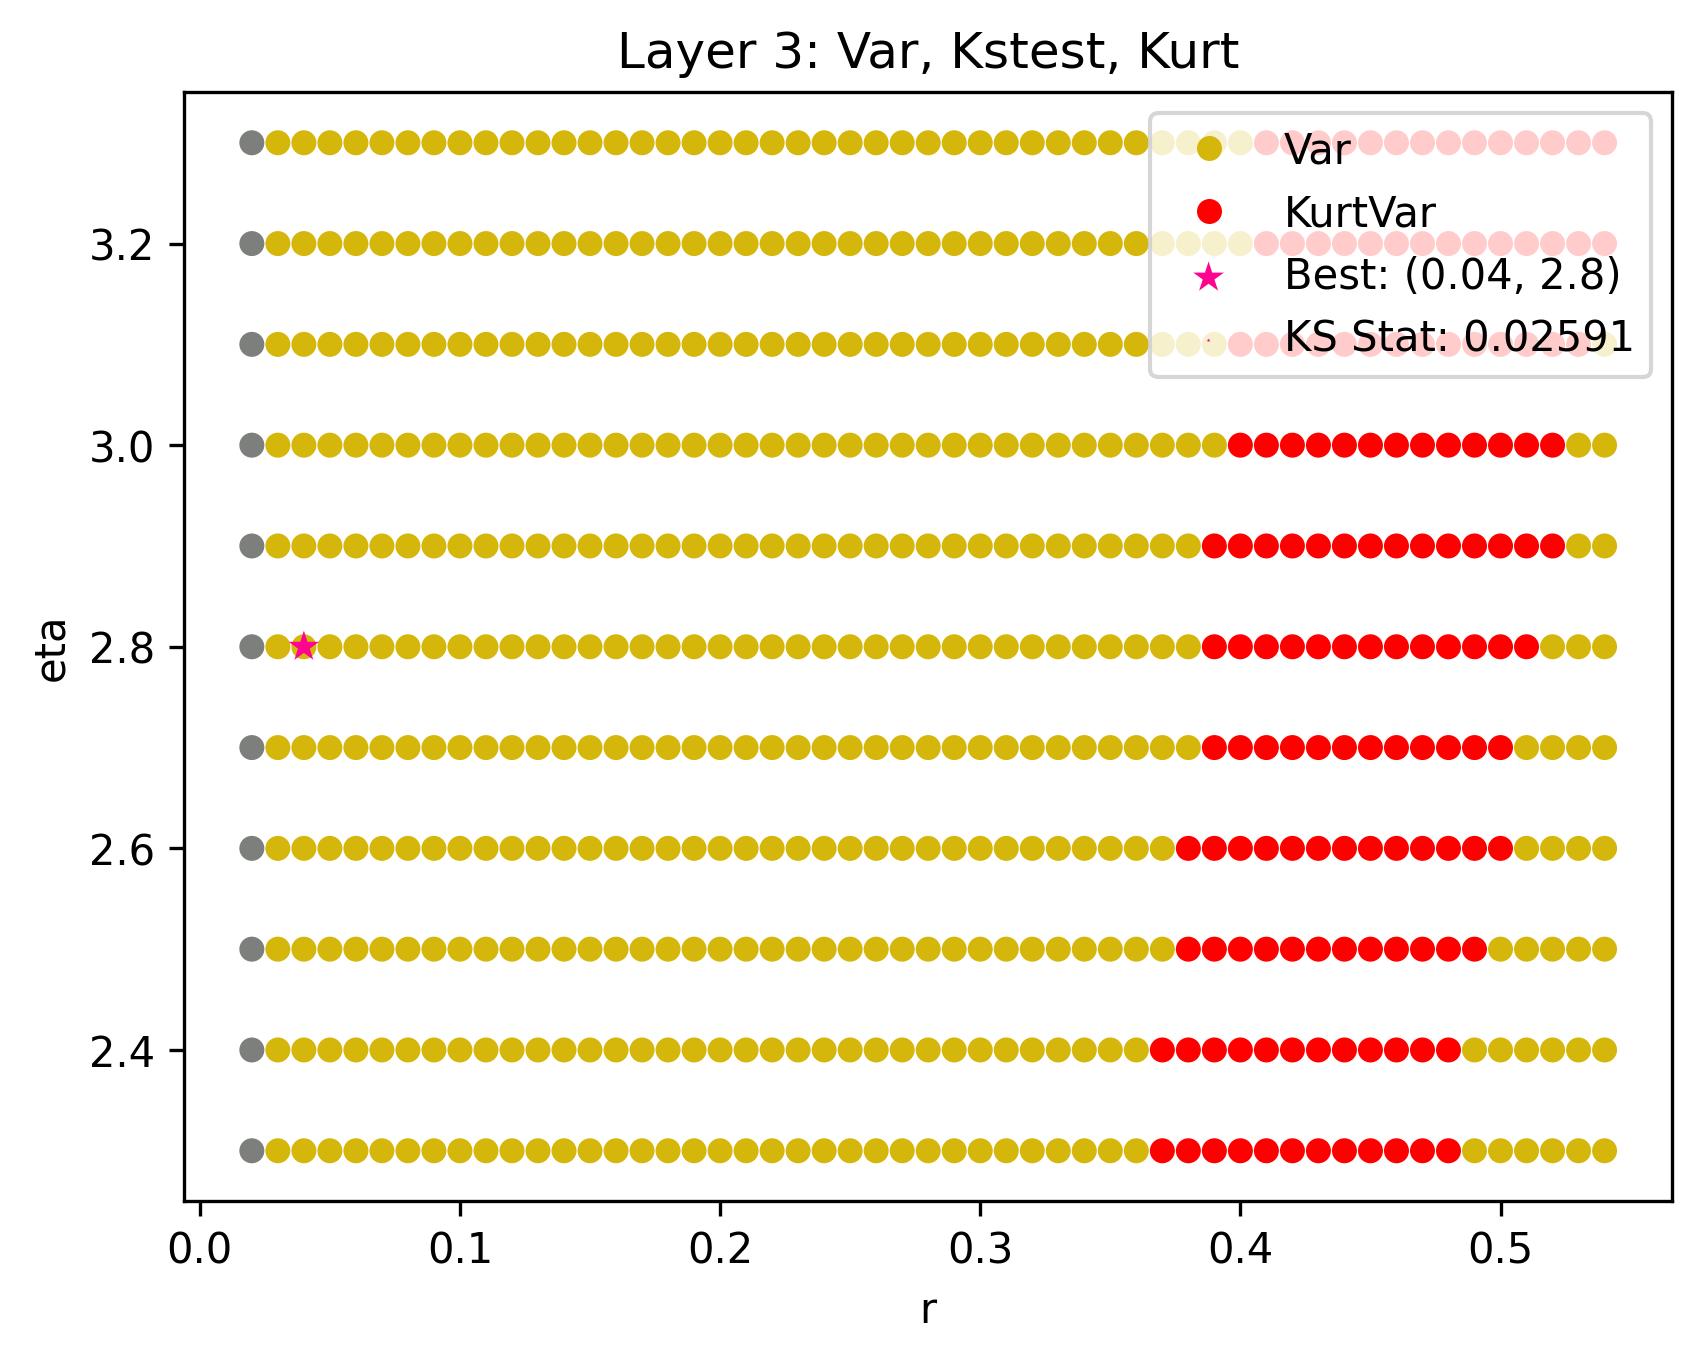 Layer 3: Var, Kstest, Kurt
Var
KurtVar
Best: (0.04, 2.8)
KS Stat: 0.02591
3.2
3.0
2.8
2.6
2.4
eta
0.0 0.1 0.2 0.3 0.4 0.5
r